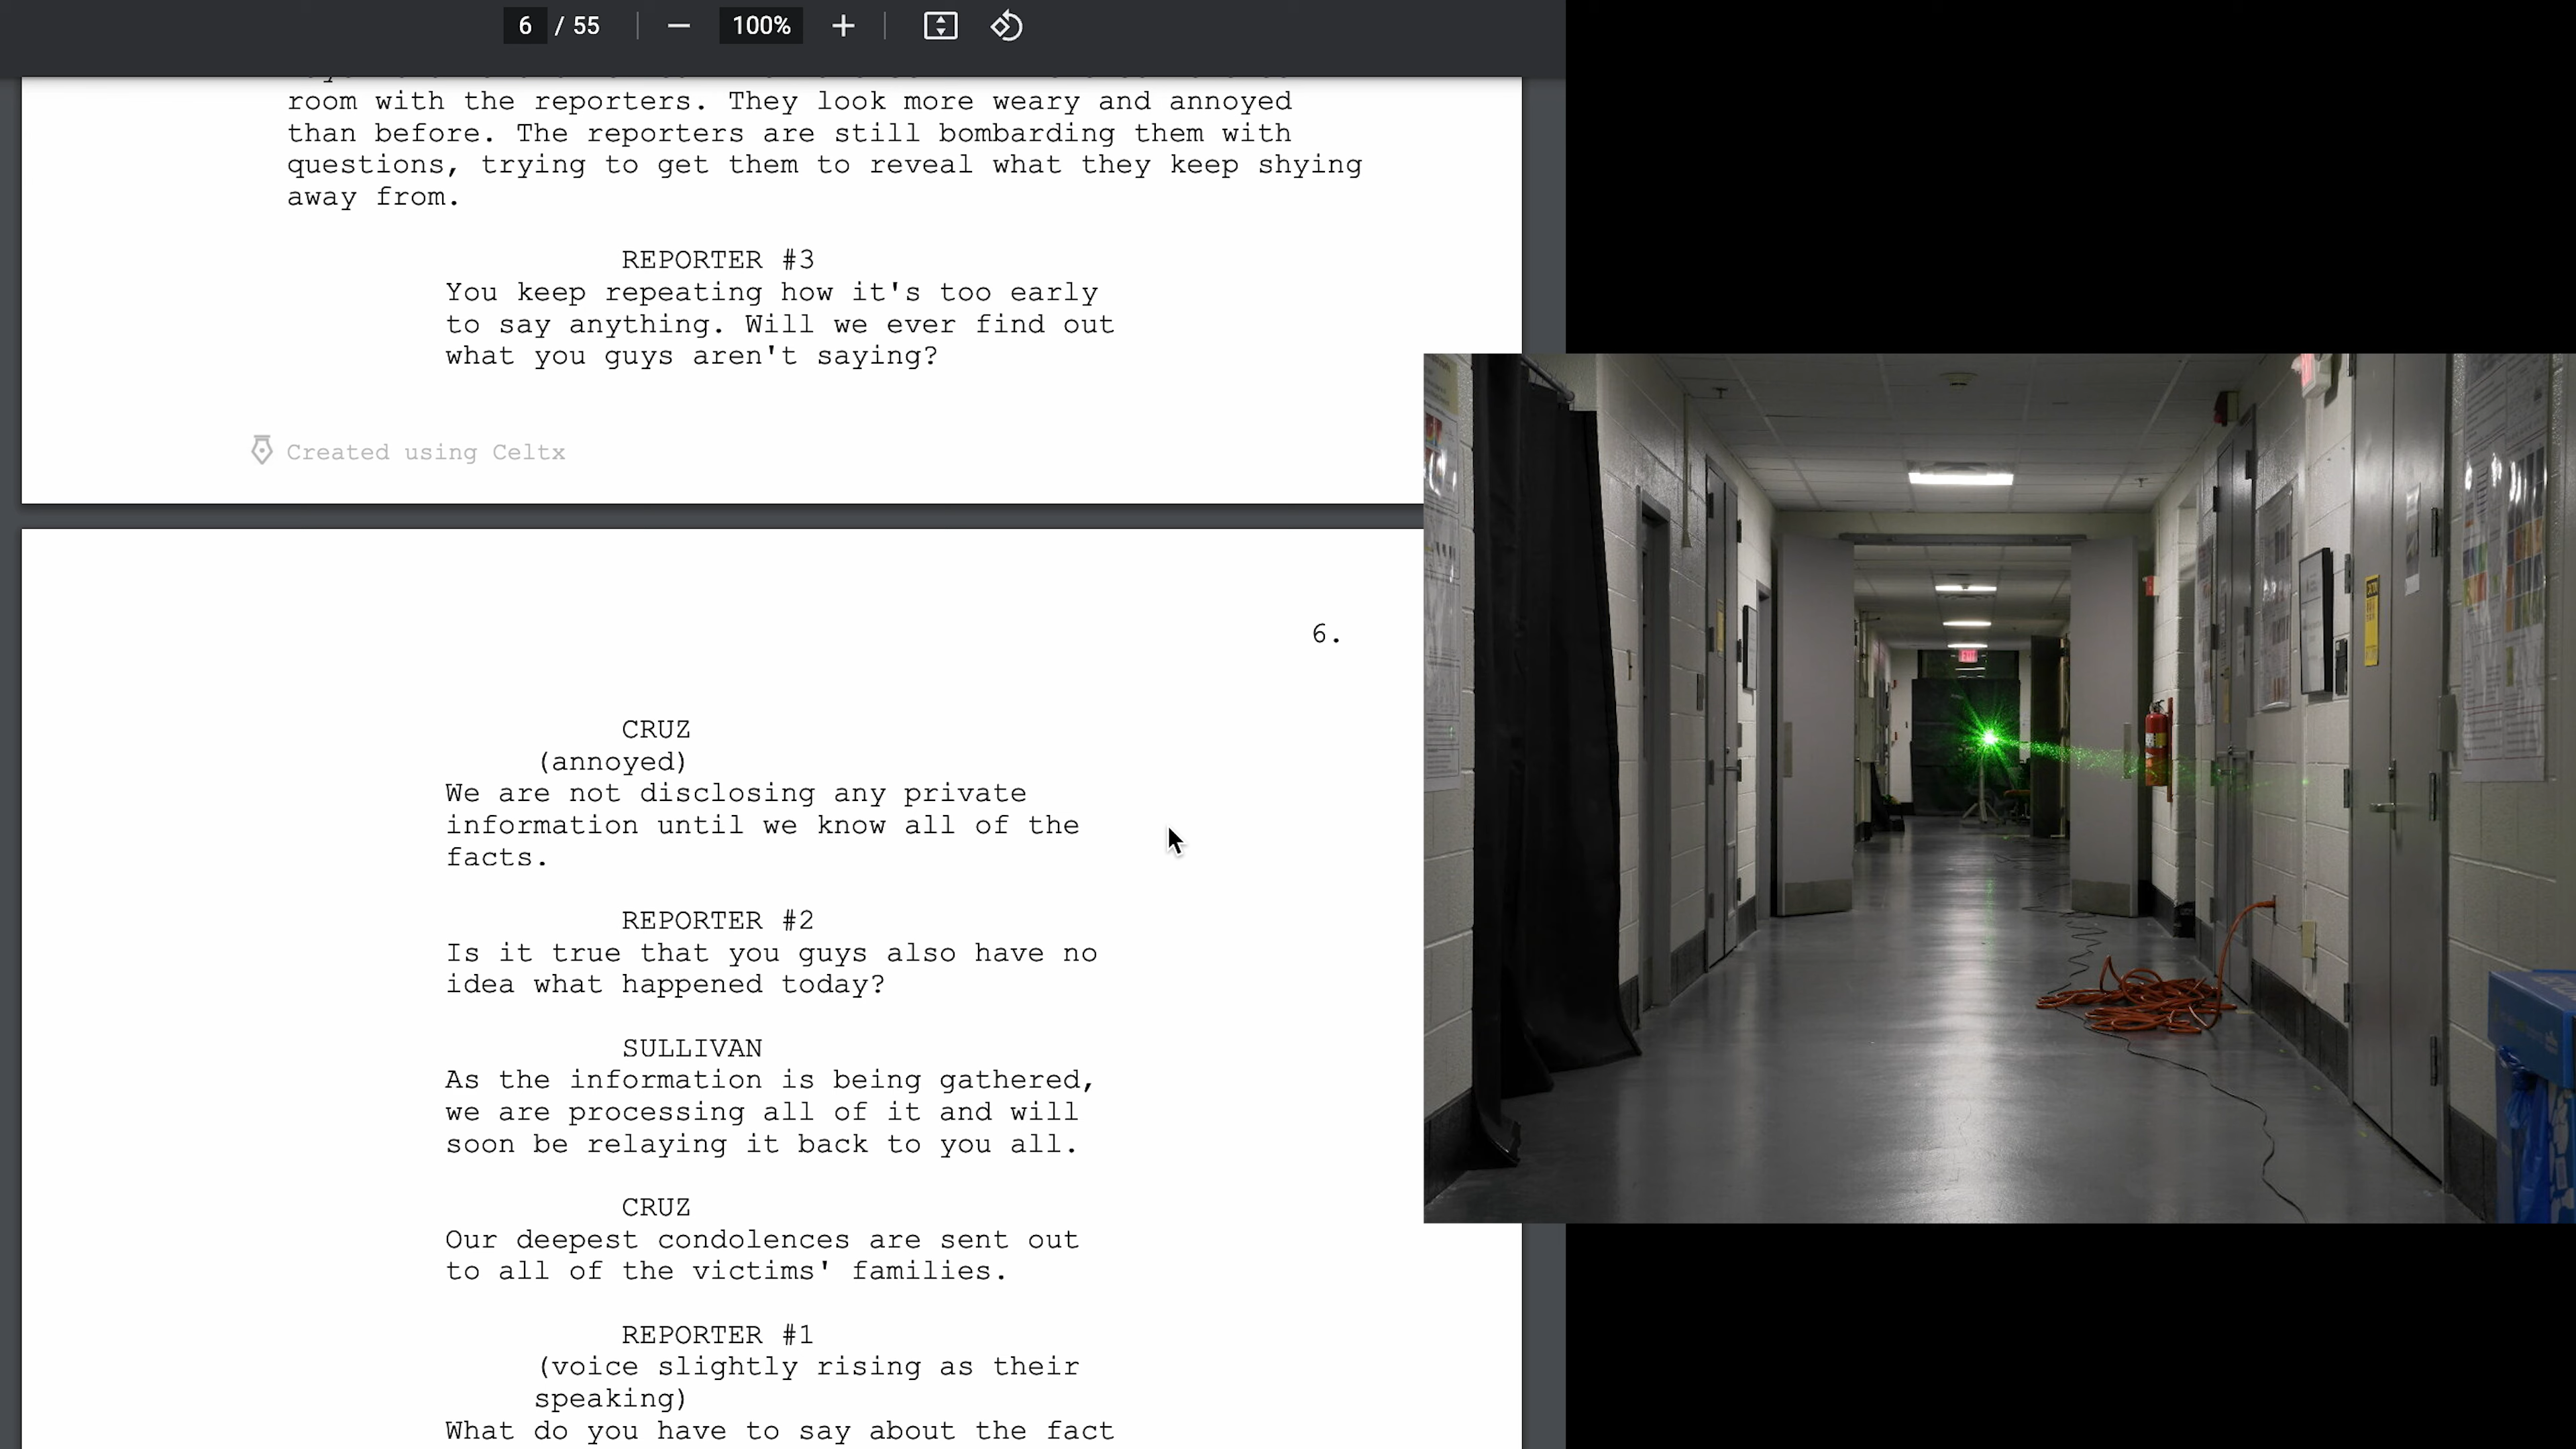 6 / 55
100%
room with the reporters. They look more weary and annoyed
than before. The reporters are still bombarding them with
questions, trying to get them to reveal what they keep shying
away from.
REPORTER #3
You keep repeating how it's too early
to say anything. Will we ever find out
what you guys aren't saying?
Created using Celtx
6.
CRUZ
(annoyed)
We are not disclosing any private
information until we know all of the
facts.
REPORTER #2
Is it true that you guys also have no
idea what happened today?
SULLIVAN
As the information is being gathered,
we are processing all of it and will
soon be relaying it back to you all.
CRUZ
Our deepest condolences are sent out
to all of the victims' families.
REPORTER #1
(voice slightly rising as their
speaking)
What do you have to say about the fact